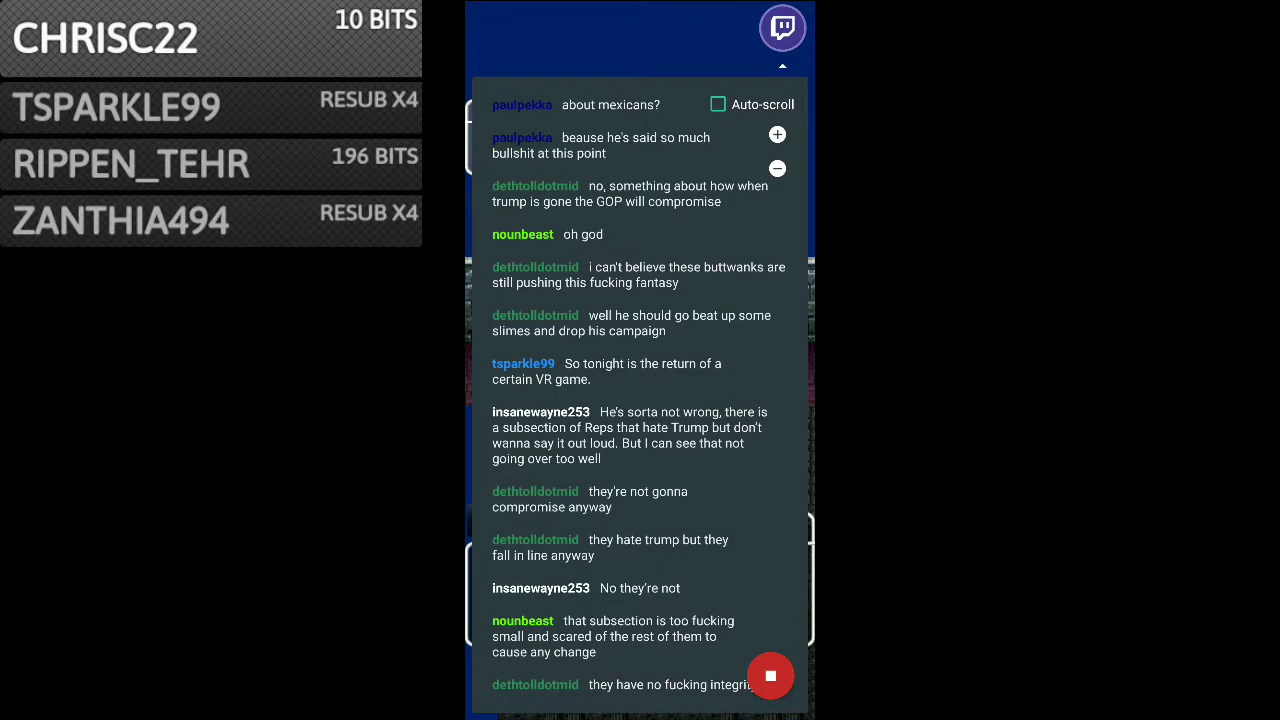 CHRISC22 10 BITS
TSPARKLE99 RESUB X4
RIPPEN_TEHR 196 BITS
ZANTHIA494 RESUB X4
paulpekka about mexicans?
Auto-scroll
paulpekka beause he's said so much
bullshit at this point
dethtolldotmid no, something about how when
trump is gone the GOP will compromise
nounbeast oh god
dethtolldotmid i can't believe these buttwanks are
still pushing this fucking fantasy
dethtolldotmid well he should go beat up some
slimes and drop his campaign
tsparkle99 So tonight is the return of a
certain VR game.
insanewayne253 He's sorta not wrong, there is
a subsection of Reps that hate Trump but don't
wanna say it out loud. But I can see that not
going over too well
dethtolldotmid they're not gonna
compromise anyway
dethtolldotmid they hate trump but they
fall in line anyway
insanewayne253 No they're not
nounbeast that subsection is too fucking
small and scared of the rest of them to
cause any change
dethtolldotmid they have no fucking integrity